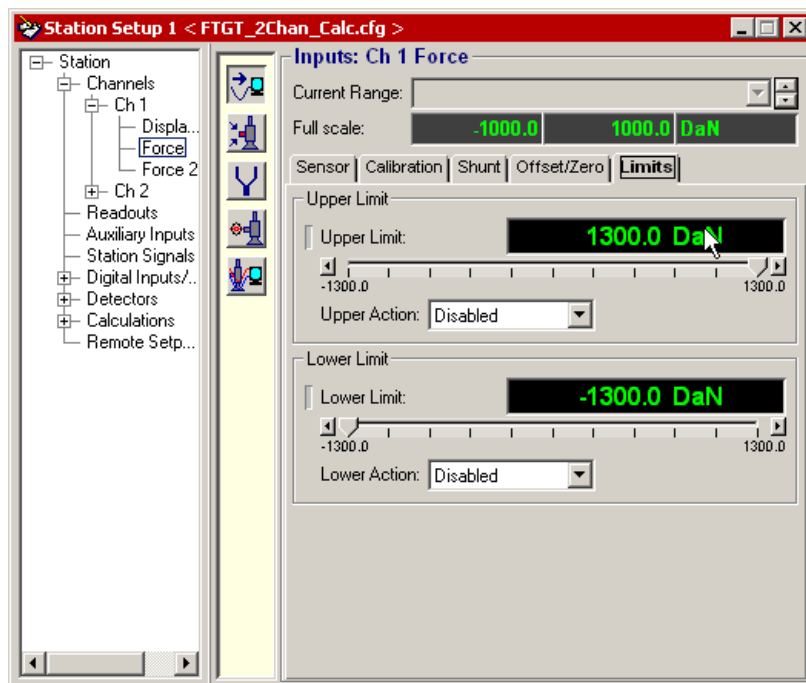 Station Setup 1 < FTGT_2Chan_Calc.cfg >
Station
Channels
Ch 1
Displa...
Force
Force 2
Ch 2
Readouts
Auxiliary Inputs
Station Signals
Digital Inputs/..
Detectors
Calculations
Remote Setp...
Inputs: Ch 1 Force
Current Range:
Full scale: -1000.0 1000.0 DaN
Sensor Calibration Shunt Offset/Zero Limits
Upper Limit
Upper Limit: 1300.0 DaN
-1300.0 1300.0
Upper Action: Disabled
Lower Limit
Lower Limit: -1300.0 DaN
-1300.0 1300.0
Lower Action: Disabled